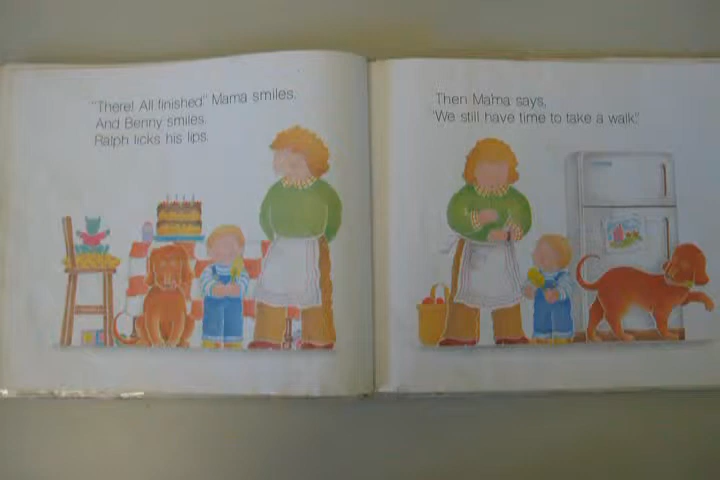 "There! All finished!" Mama smiles.
And Benny smiles.
Ralph licks his lips.
Then Mama says,
"We still have time to take a walk."